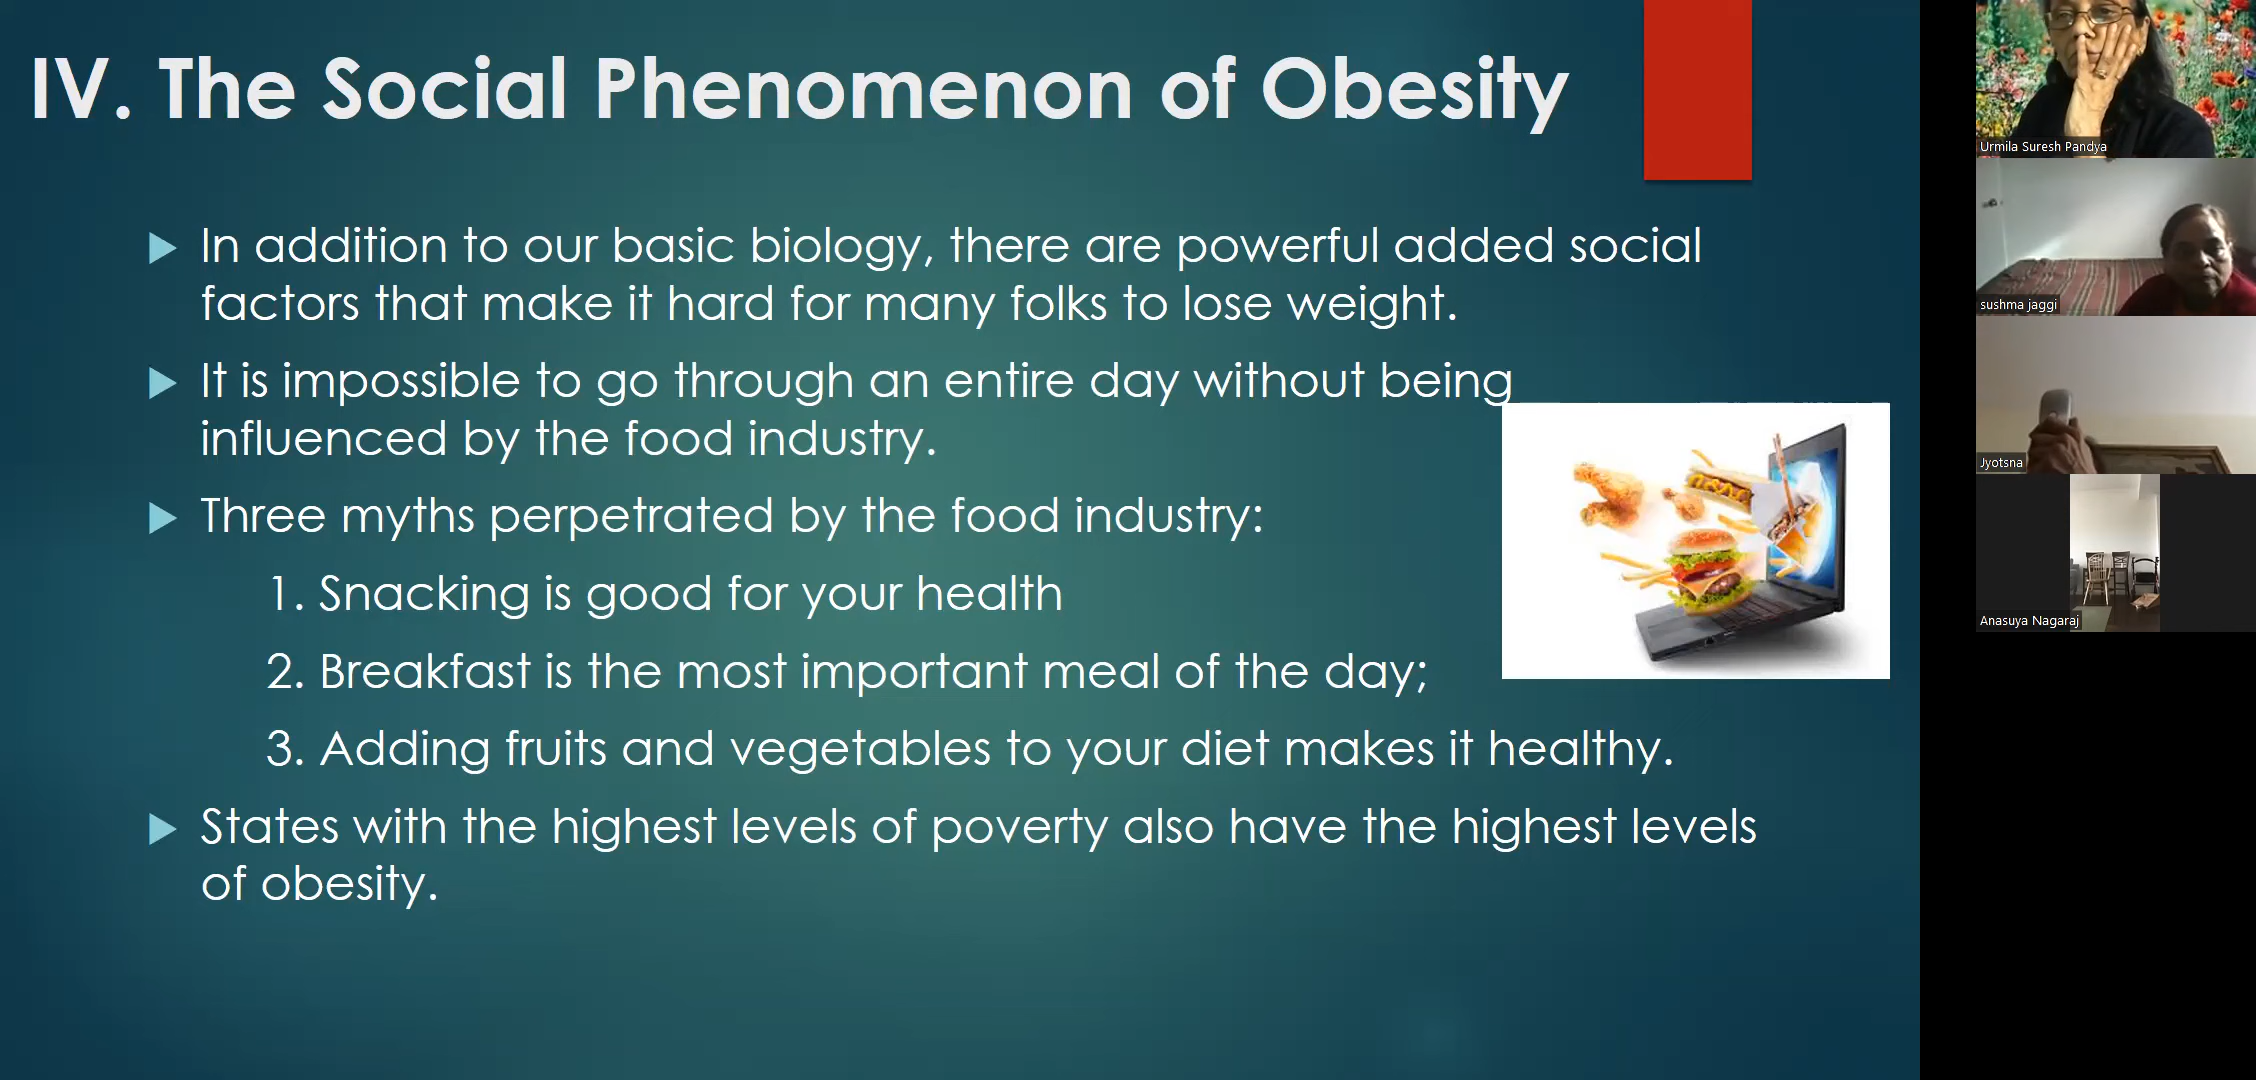 IV. The Social Phenomenon of Obesity
In addition to our basic biology, there are powerful added social
factors that make it hard for many folks to lose weight.
It is impossible to go through an entire day without being
influenced by the food industry.
Three myths perpetrated by the food industry:
1. Snacking is good for your health
2. Breakfast is the most important meal of the day;
3. Adding fruits and vegetables to your diet makes it healthy.
States with the highest levels of poverty also have the highest levels
of obesity.
Urmila Suresh Pandya
sushma jaggi
Jyotsna
Anasuya Nagaraj